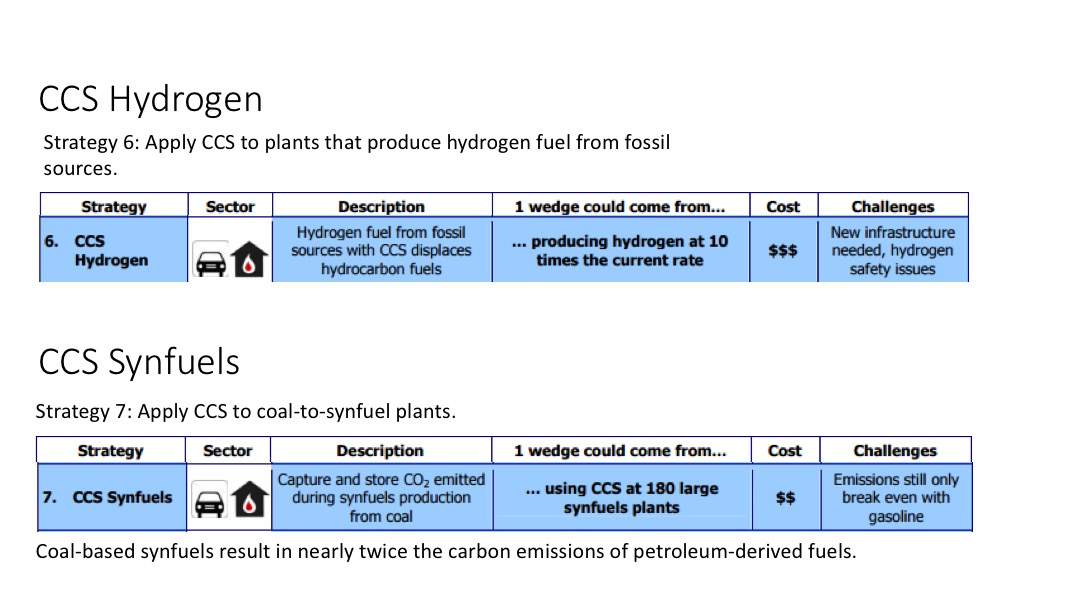 CCS Hydrogen
Strategy 6: Apply CCS to plants that produce hydrogen fuel from fossil
sources.
Strategy Sector Description 1 wedge could come from... Cost Challenges
6. CCS Hydrogen Hydrogen fuel from fossil sources with CCS displaces hydrocarbon fuels ... producing hydrogen at 10 times the current rate $$$ New infrastructure needed, hydrogen safety issues
CCS Synfuels
Strategy 7: Apply CCS to coal-to-synfuel plants.
Strategy Sector Description 1 wedge could come from... Cost Challenges
7. CCS Synfuels Capture and store CO₂ emitted during synfuels production from coal ... using CCS at 180 large synfuels plants $$ Emissions still only break even with gasoline
Coal-based synfuels result in nearly twice the carbon emissions of petroleum-derived fuels.